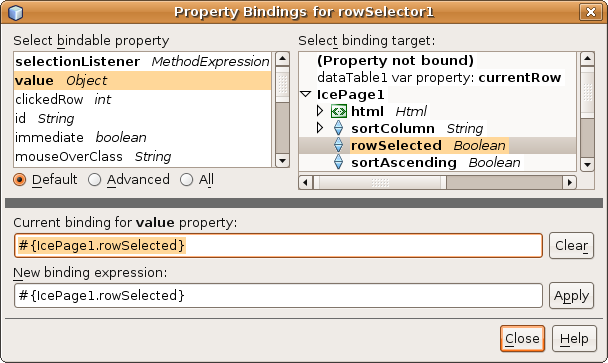 Property Bindings for rowSelector1
Select bindable property
selectionListener MethodExpression
value Object
clickedRow int
id String
immediate boolean
mouseOverClass String
Default Advanced All
Select binding target:
(Property not bound)
dataTable1 var property: currentRow
IcePage1
html Html
sortColumn String
rowSelected Boolean
sortAscending Boolean
Current binding for value property:
#{IcePage1.rowSelected} Clear
New binding expression:
#{IcePage1.rowSelected} Apply
Close Help